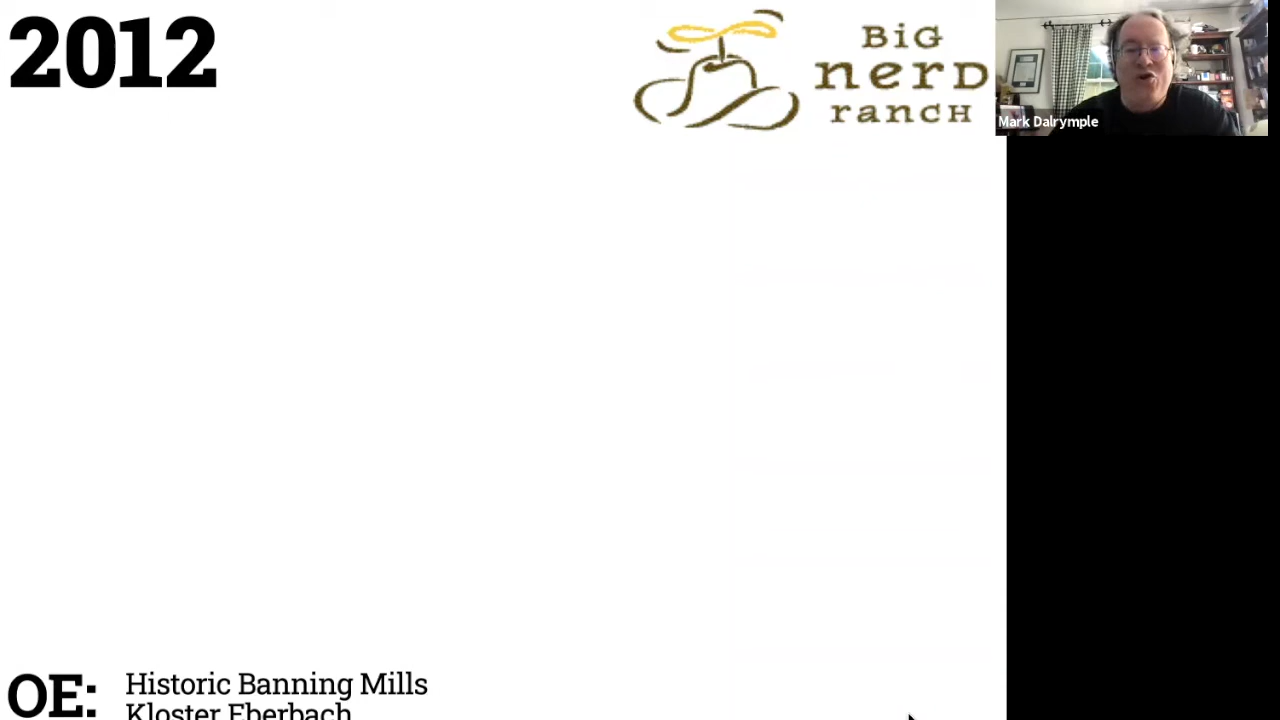 2012
BiG
nerD
rancH
Mark Dalrymple
OE:
Historic Banning Mills
Kloster Eberbach